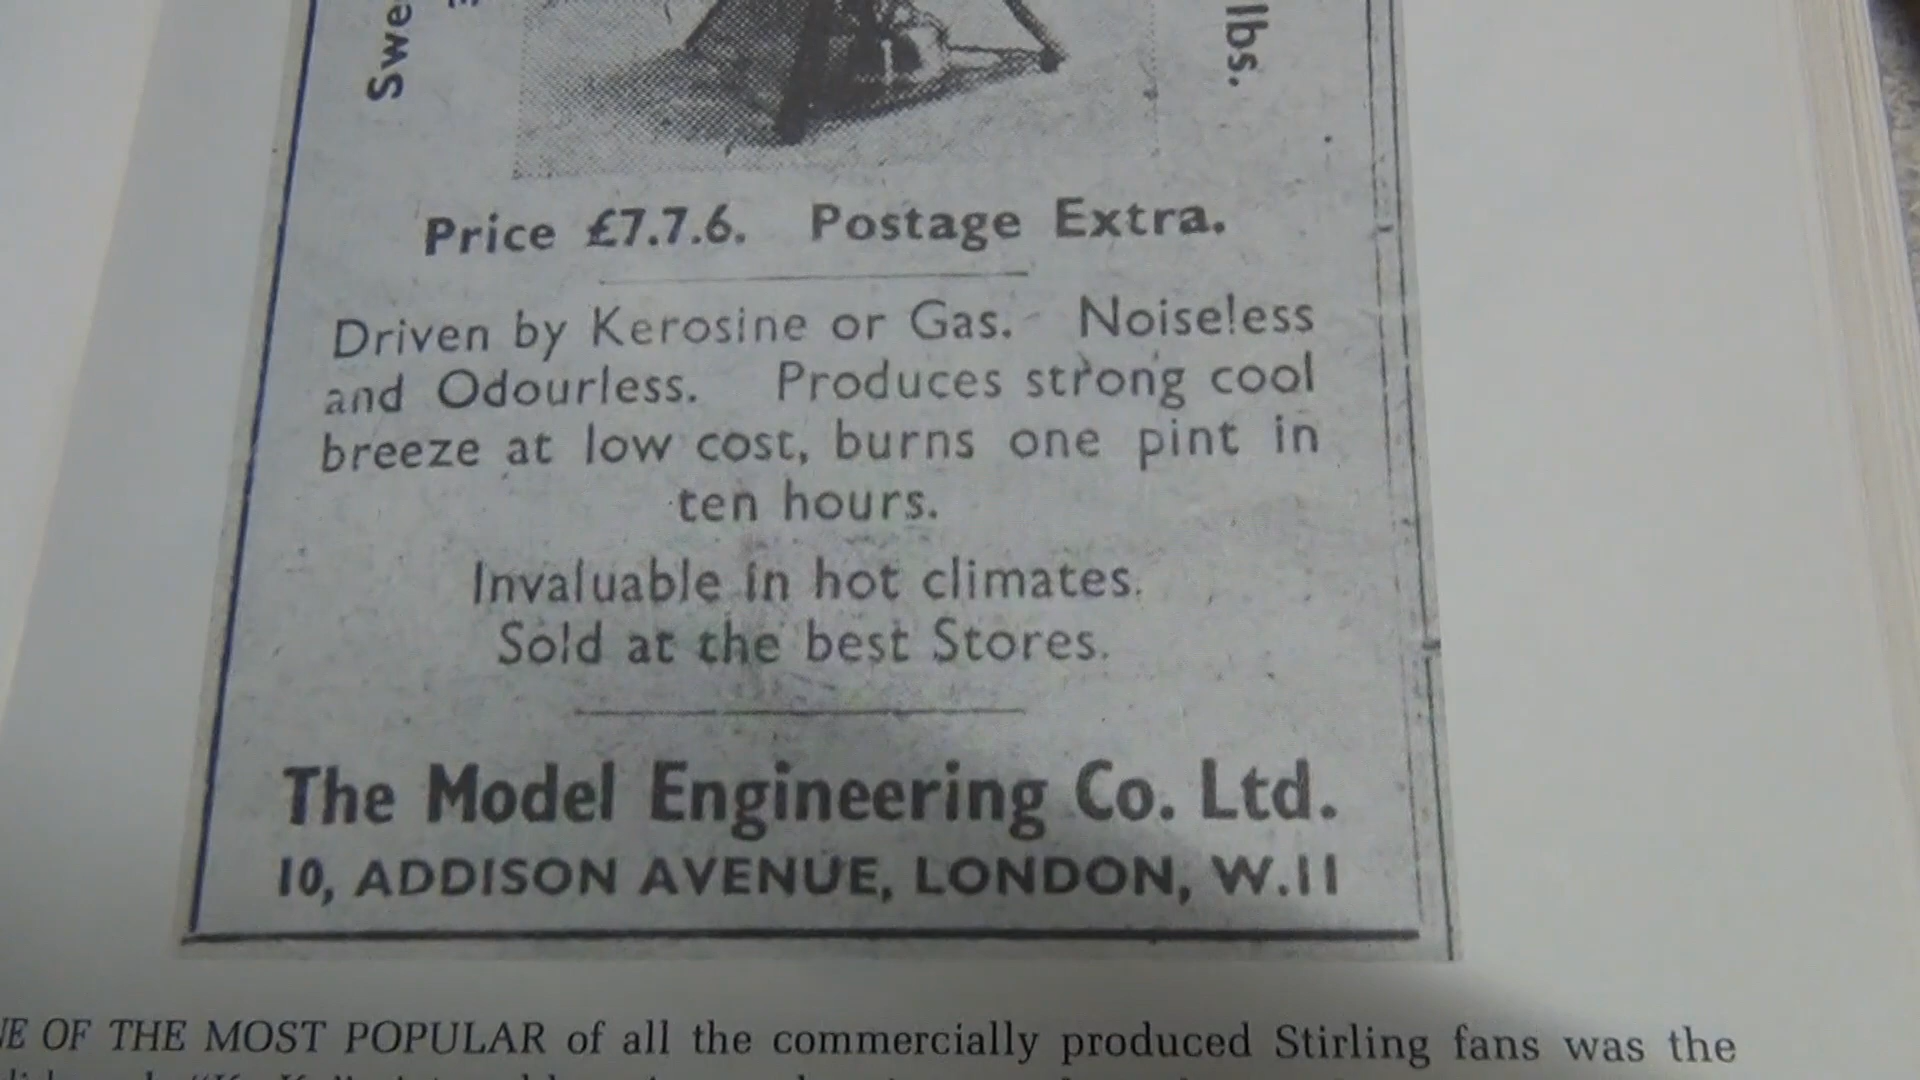 Swe
lbs.
Price £7.7.6. Postage Extra.
Driven by Kerosine or Gas. Noiseless
and Odourless. Produces strong cool
breeze at low cost, burns one pint in
ten hours.
Invaluable in hot climates.
Sold at the best Stores.
The Model Engineering Co. Ltd.
10, ADDISON AVENUE, LONDON, W.11
OF THE MOST POPULAR of all the commercially produced Stirling fans was the